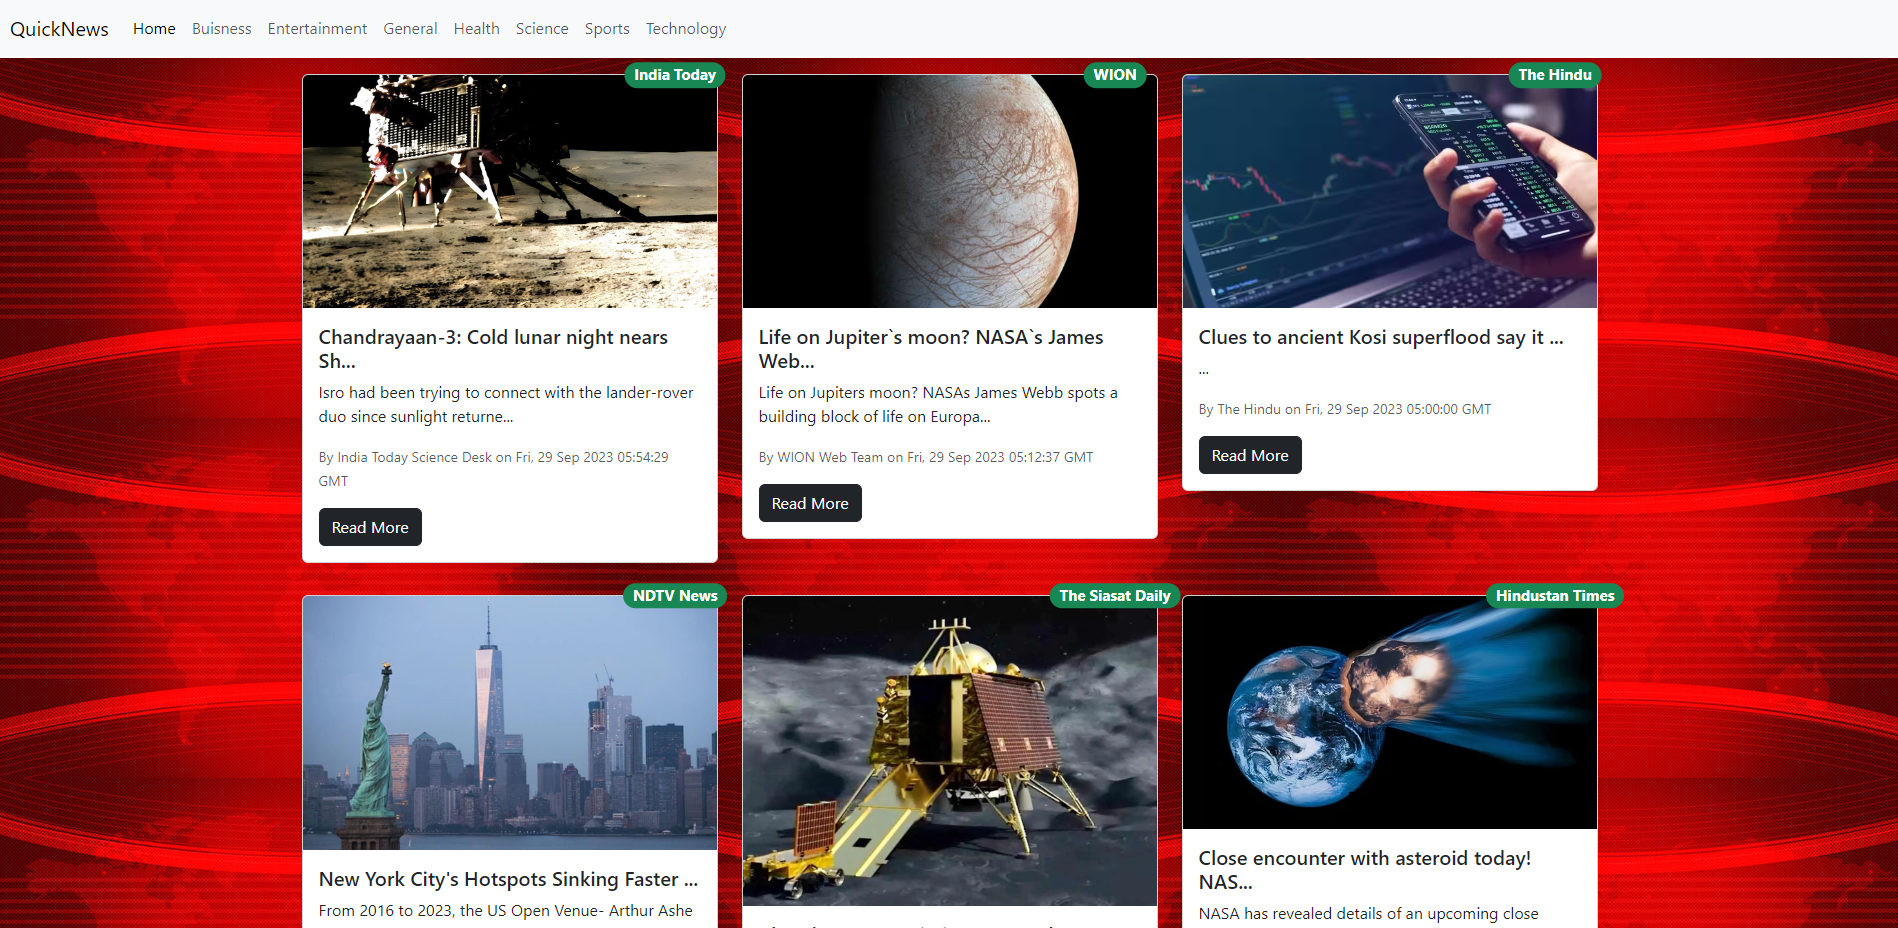 QuickNews Home Buisness Entertainment General Health Science Sports Technology
India Today
WION
The Hindu
Chandrayaan-3: Cold lunar night nears
Sh...
Isro had been trying to connect with the lander-rover
duo since sunlight returne...
By India Today Science Desk on Fri, 29 Sep 2023 05:54:29
GMT
Read More
Life on Jupiter`s moon? NASA`s James
Web...
Life on Jupiters moon? NASAs James Webb spots a
building block of life on Europa...
By WION Web Team on Fri, 29 Sep 2023 05:12:37 GMT
Read More
Clues to ancient Kosi superflood say it ...
...
By The Hindu on Fri, 29 Sep 2023 05:00:00 GMT
Read More
NDTV News
The Siasat Daily
Hindustan Times
New York City's Hotspots Sinking Faster ...
From 2016 to 2023, the US Open Venue- Arthur Ashe
Close encounter with asteroid today!
NAS...
NASA has revealed details of an upcoming close